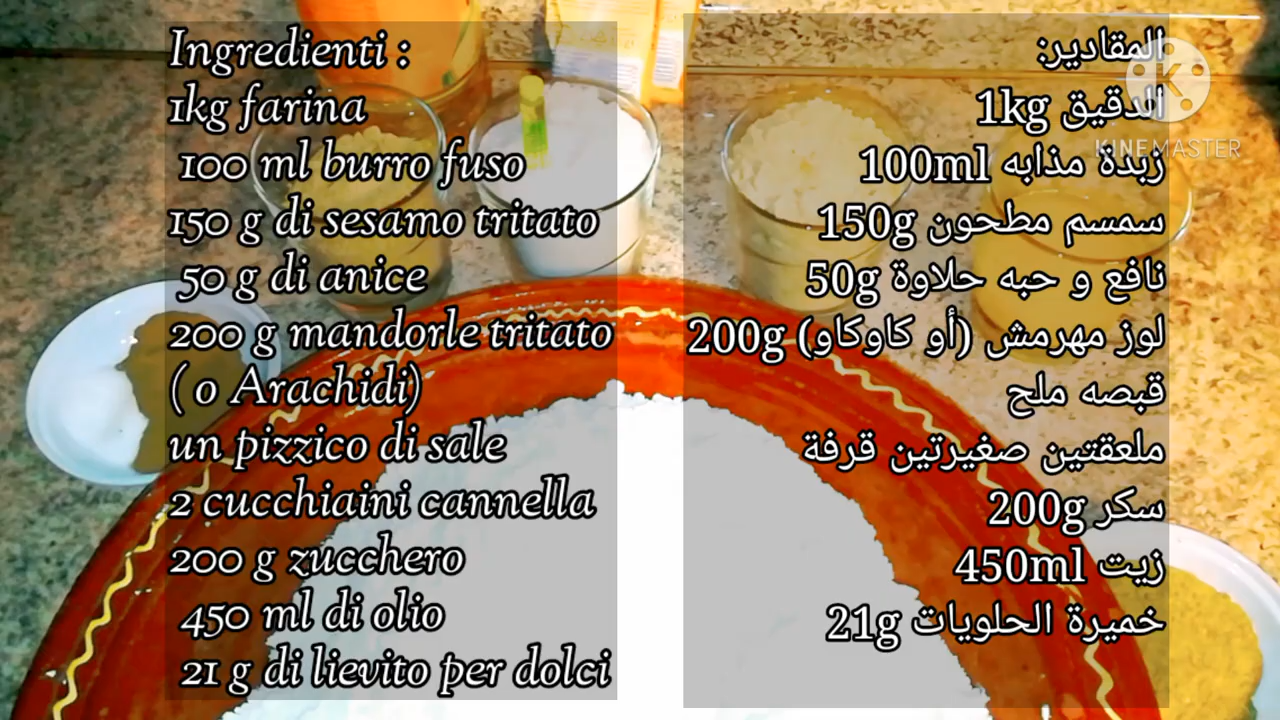 Ingredienti :
1kg farina
100 ml burro fuso
150 g di sesamo tritato
50 g di anice
200 g mandorle tritato
( o Arachidi)
un pizzico di sale
2 cucchiaini cannella
200 g zucchero
450 ml di olio
21 g di lievito per dolci
المقادير:
الدقيق 1kg
زبدة مذابه 100ml
سمسم مطحون 150g
نافع و حبه حلاوة 50g
لوز مهرمش (أو كاوكاو) 200g
قبصه ملح
ملعقتين صغيرتين قرفة
سكر 200g
زيت 450ml
خميرة الحلويات 21g
KINEMASTER